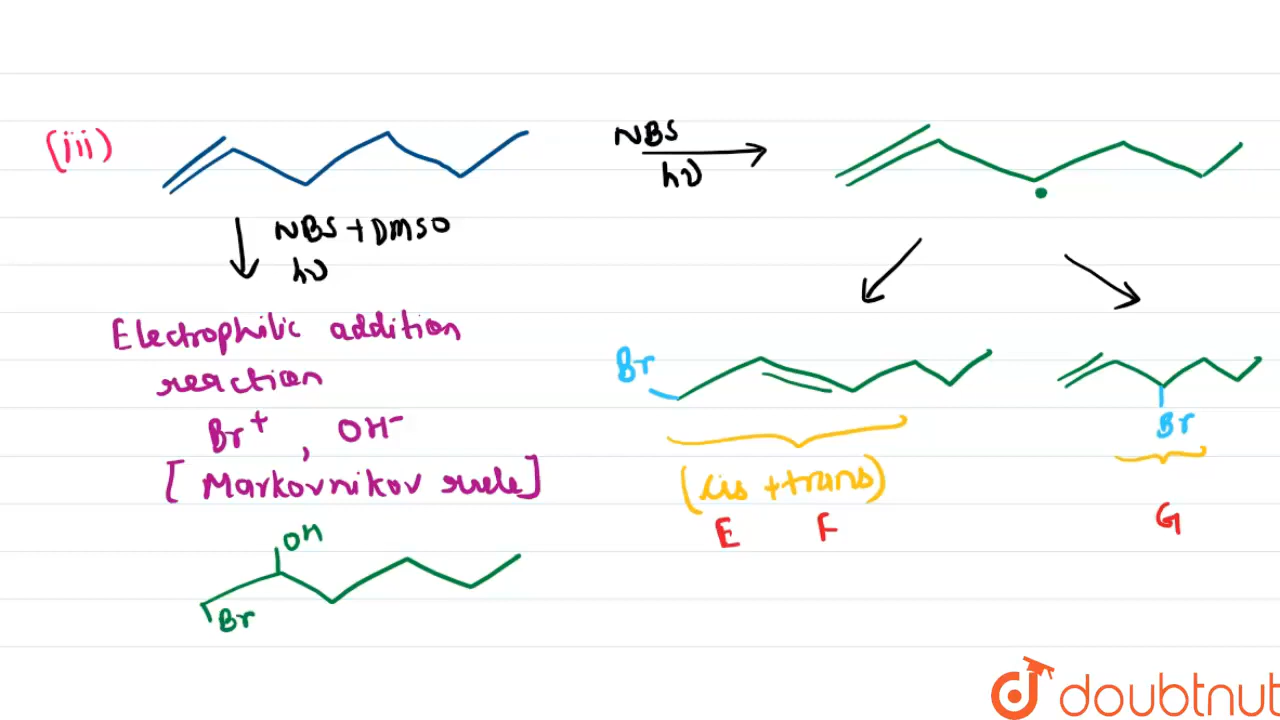 (iii)
NBS
hν
NBS + DMSO
hν
Electrophilic addition
reaction
Br+ , OH-
[Markovnikov rule]
OH
Br
Br
Br
(cis + trans)
E F
G
doubtnut